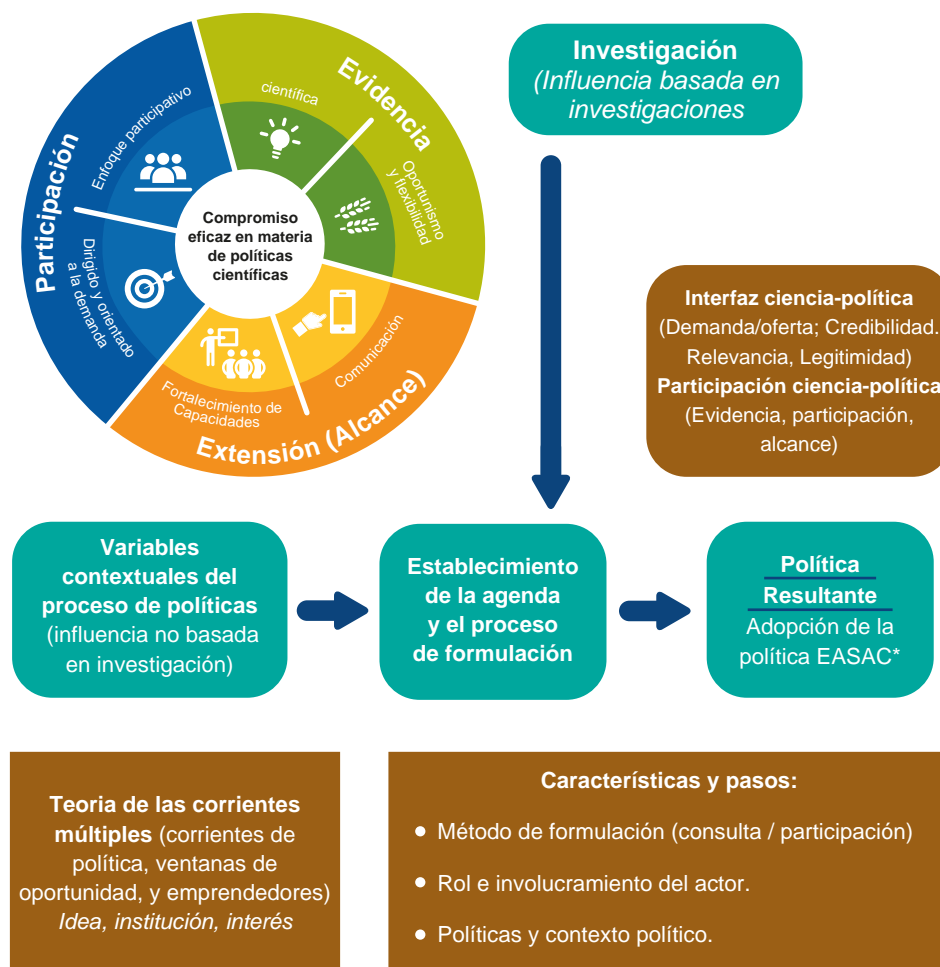 Participación
Enfoque participativo
Dirigido y orientado
a la demanda
Evidencia
científica
Oportunismo
y flexibilidad
Compromiso
eficaz en materia
de políticas
científicas
Comunicación
Fortalecimiento de
Capacidades
Extensión (Alcance)
Investigación
(Influencia basada en
investigaciones
Interfaz ciencia-política
(Demanda/oferta; Credibilidad.
Relevancia, Legitimidad)
Participación ciencia-política
(Evidencia, participación,
alcance)
Variables
contextuales del
proceso de políticas
(influencia no basada
en investigación)
Establecimiento
de la agenda
y el proceso
de formulación
Política
Resultante
Adopción de la
política EASAC*
Teoria de las corrientes
múltiples (corrientes de
política, ventanas de
oportunidad, y emprendedores)
Idea, institución, interés
Características y pasos:
• Método de formulación (consulta / participación)
• Rol e involucramiento del actor.
• Políticas y contexto político.